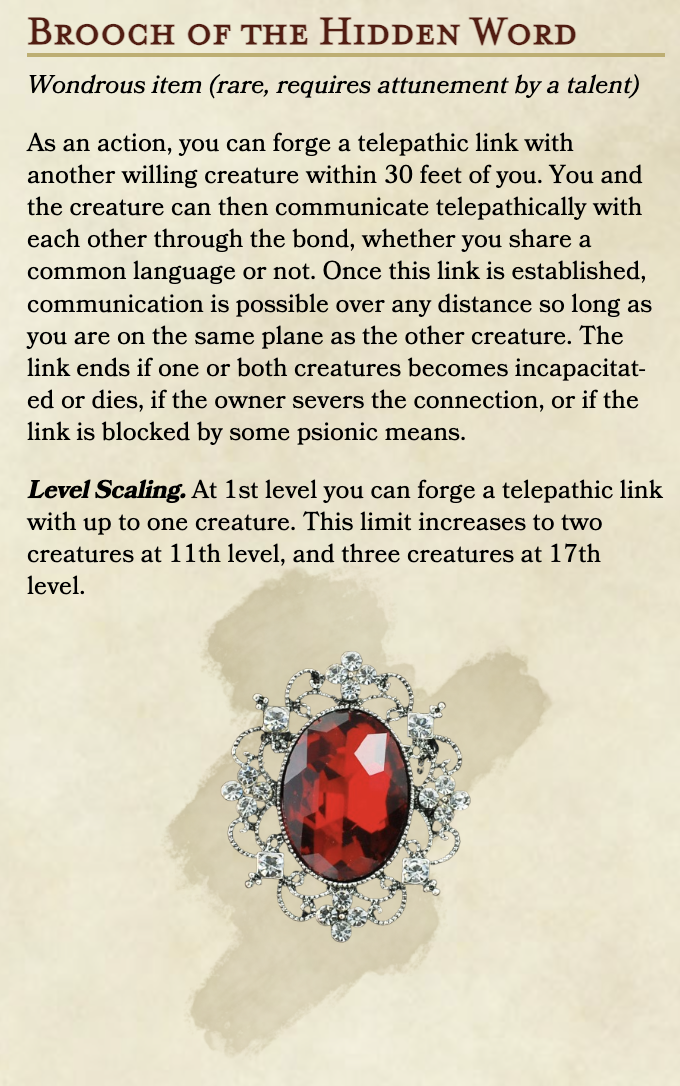 Brooch of the Hidden Word
Wondrous item (rare, requires attunement by a talent)
As an action, you can forge a telepathic link with
another willing creature within 30 feet of you. You and
the creature can then communicate telepathically with
each other through the bond, whether you share a
common language or not. Once this link is established,
communication is possible over any distance so long as
you are on the same plane as the other creature. The
link ends if one or both creatures becomes incapacitat-
ed or dies, if the owner severs the connection, or if the
link is blocked by some psionic means.
Level Scaling. At 1st level you can forge a telepathic link
with up to one creature. This limit increases to two
creatures at 11th level, and three creatures at 17th
level.